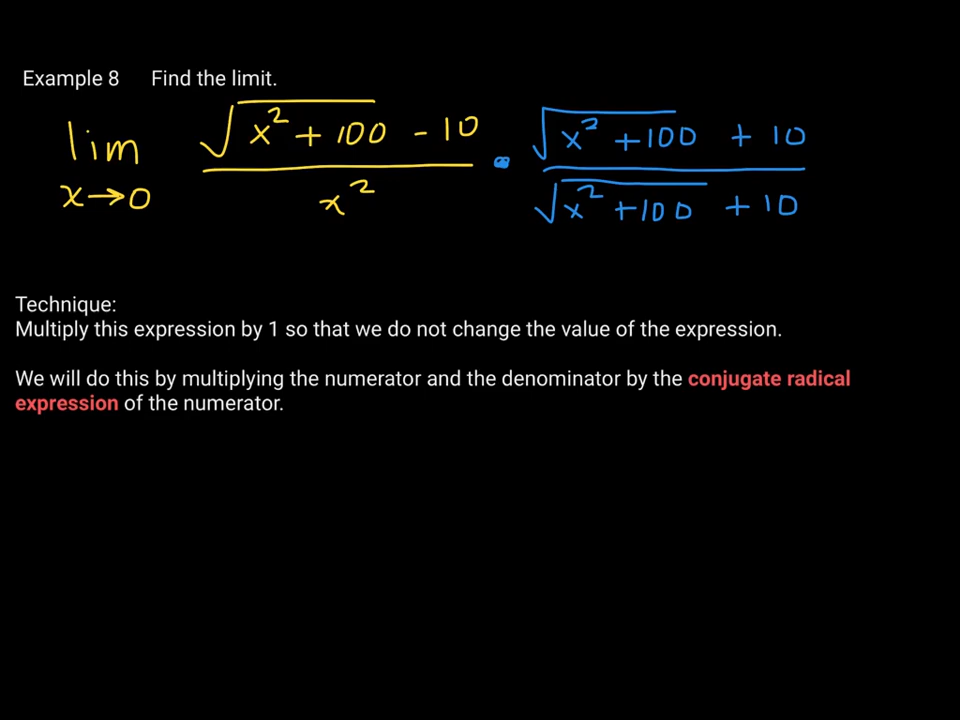 Example 8 Find the limit.
lim x→0 (√(x² + 100) - 10) / x² · (√(x² + 100) + 10) / (√(x² + 100) + 10)
Technique:
Multiply this expression by 1 so that we do not change the value of the expression.
We will do this by multiplying the numerator and the denominator by the conjugate radical
expression of the numerator.